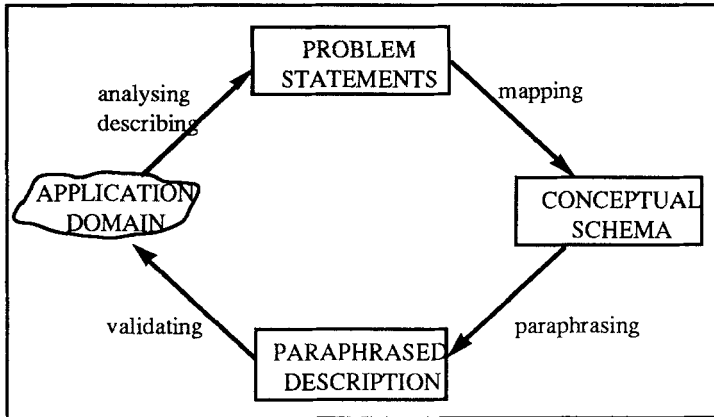 PROBLEM
STATEMENTS
analysing
describing
mapping
APPLICATION
DOMAIN
CONCEPTUAL
SCHEMA
validating
paraphrasing
PARAPHRASED
DESCRIPTION